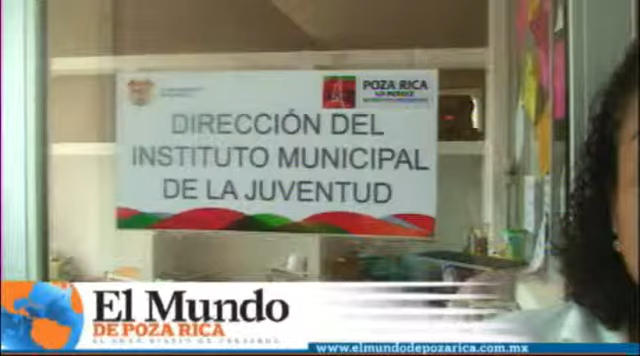 POZA RICA
DIRECCIÓN DEL
INSTITUTO MUNICIPAL
DE LA JUVENTUD
El Mundo
DE POZA RICA
www.elmundodepozarica.com.mx